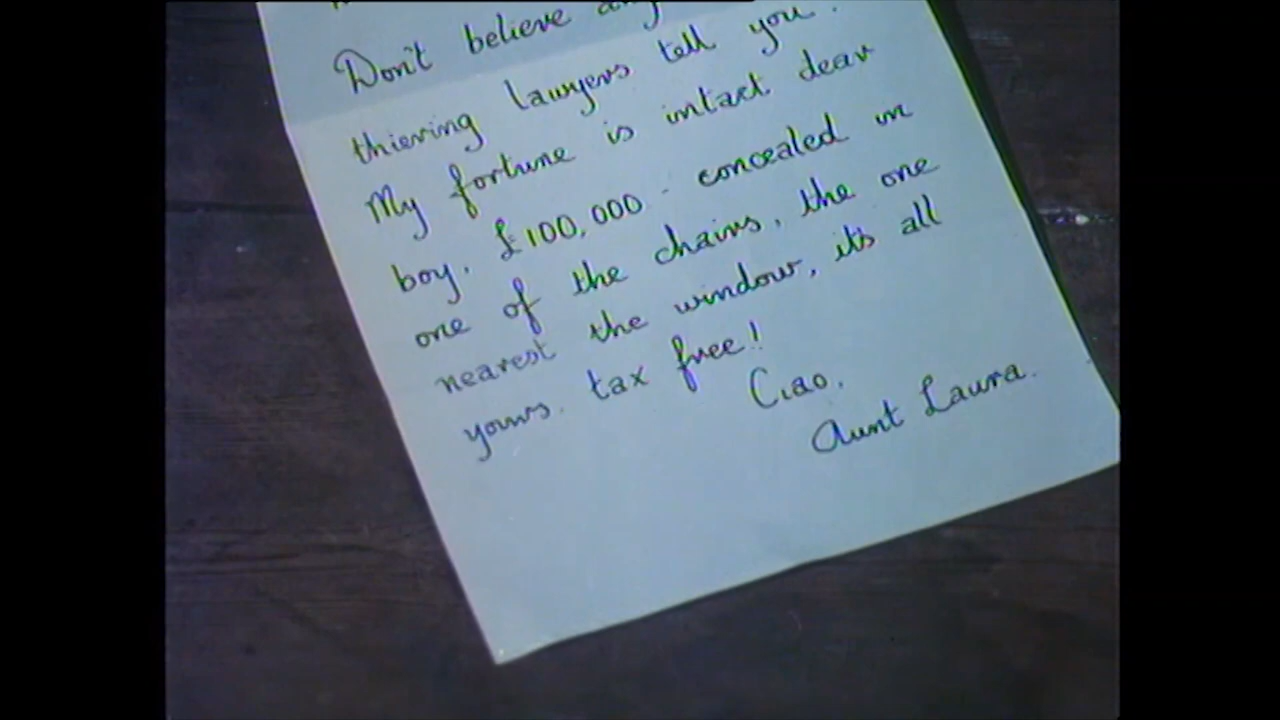 Don't believe
thieving lawyers tell you.
My fortune is intact dear
boy. £100,000 - concealed in
one of the chairs, the one
nearest the window, it's all
yours. tax free!
Ciao.
Aunt Laura.